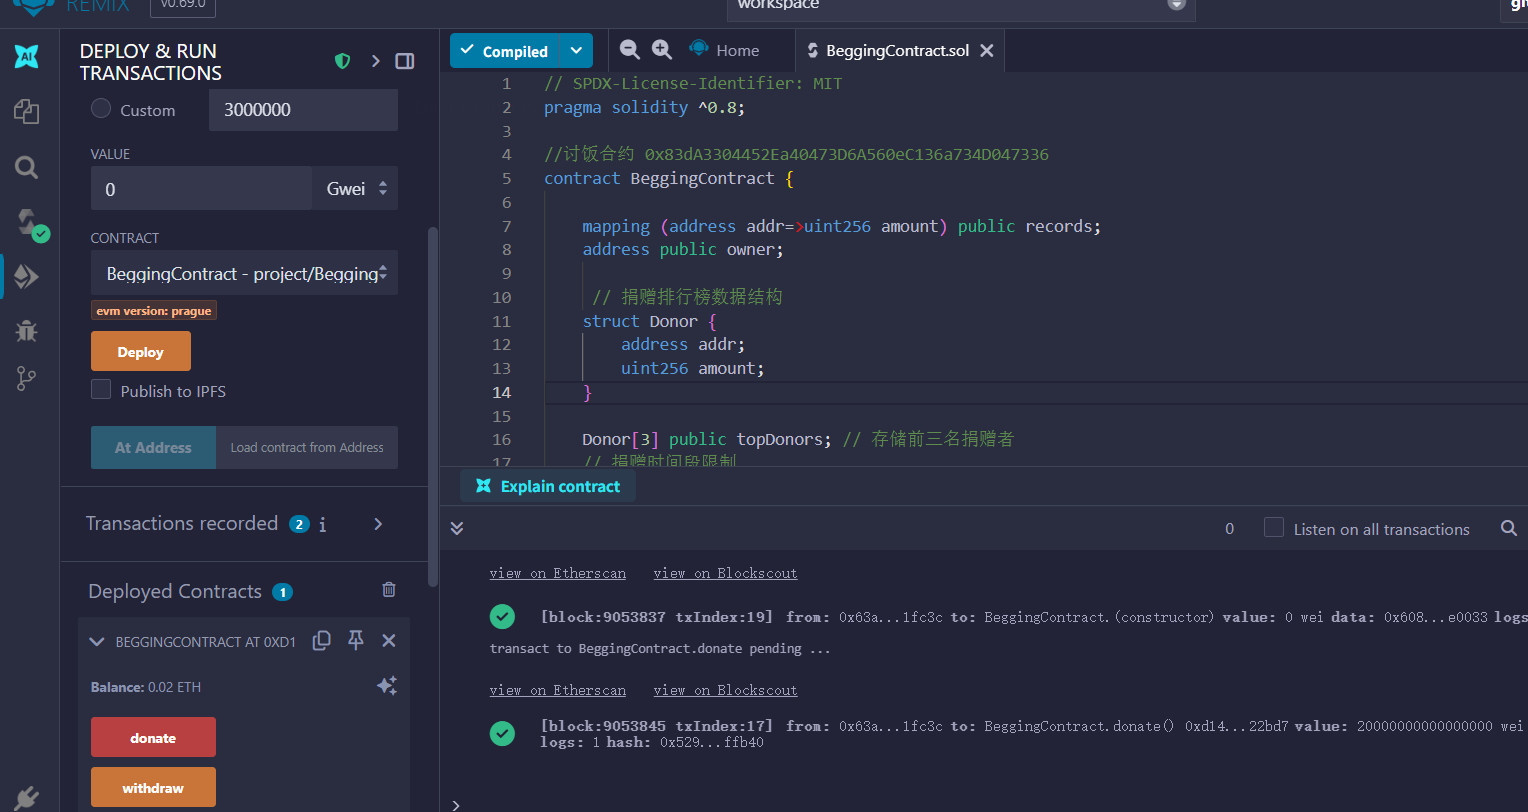 REMIX
v0.69.0
workspace
AI
DEPLOY & RUN
TRANSACTIONS
Custom
3000000
VALUE
0
Gwei
CONTRACT
BeggingContract - project/Begging
evm version: prague
Deploy
Publish to IPFS
At Address
Load contract from Address
Transactions recorded 2 i
Deployed Contracts 1
BEGGINGCONTRACT AT 0XD1
Balance: 0.02 ETH
donate
withdraw
Compiled
Home
BeggingContract.sol
1 // SPDX-License-Identifier: MIT
2 pragma solidity ^0.8;
3
4 //讨饭合约 0x83dA3304452Ea40473D6A560eC136a734D047336
5 contract BeggingContract {
6
7 mapping (address addr=>uint256 amount) public records;
8 address public owner;
9
10 // 捐赠排行榜数据结构
11 struct Donor {
12 address addr;
13 uint256 amount;
14 }
15
16 Donor[3] public topDonors; // 存储前三名捐赠者
17 // 捐赠时间段限制
Explain contract
0
Listen on all transactions
view on Etherscan view on Blockscout
[block:9053837 txIndex:19] from: 0x63a...1fc3c to: BeggingContract.(constructor) value: 0 wei data: 0x608...e0033 logs
transact to BeggingContract.donate pending ...
view on Etherscan view on Blockscout
[block:9053845 txIndex:17] from: 0x63a...1fc3c to: BeggingContract.donate() 0xd14...22bd7 value: 20000000000000000 wei
logs: 1 hash: 0x529...ffb40
>